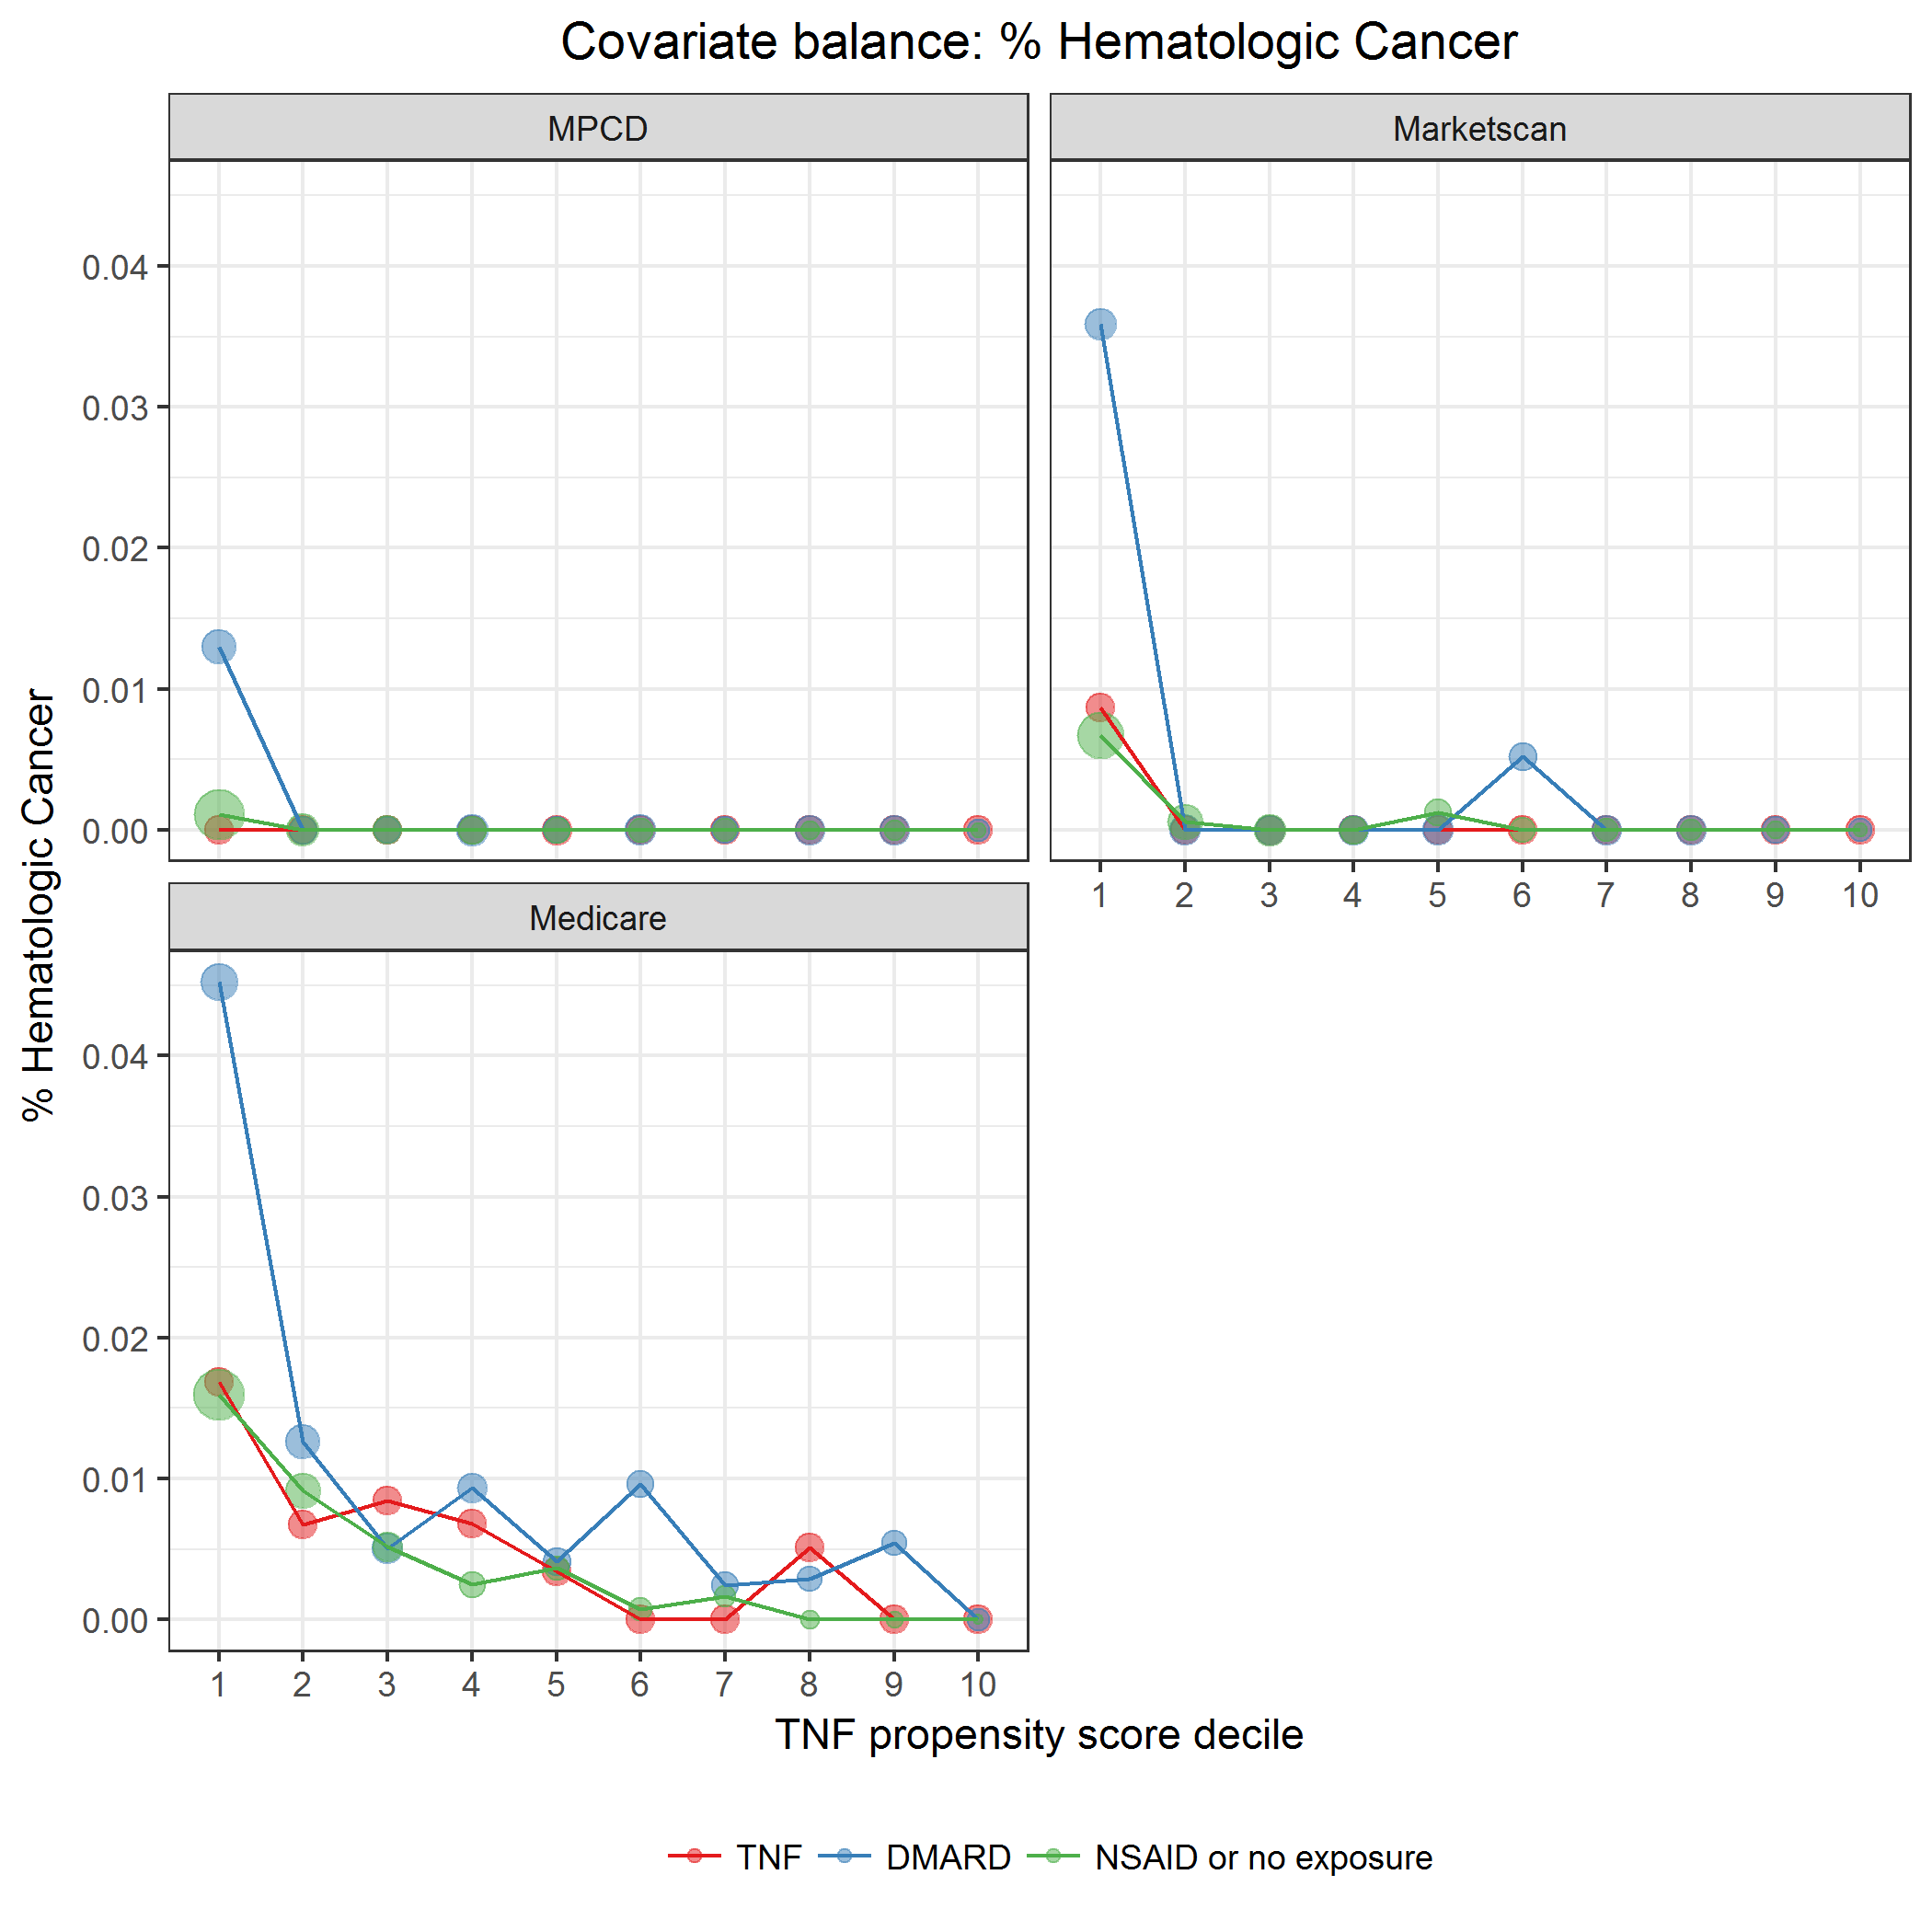 Covariate balance: % Hematologic Cancer
MPCD
Marketscan
% Hematologic Cancer
0.04
0.03
0.02
0.01
0.00
1 2 3 4 5 6 7 8 9 10
Medicare
0.04
0.03
0.02
0.01
0.00
1 2 3 4 5 6 7 8 9 10
TNF propensity score decile
TNF DMARD NSAID or no exposure